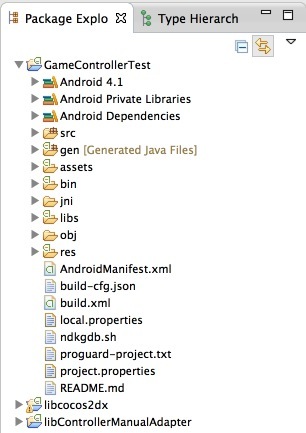 Package Explo Type Hierarch
GameControllerTest
Android 4.1
Android Private Libraries
Android Dependencies
src
gen [Generated Java Files]
assets
bin
jni
libs
obj
res
AndroidManifest.xml
build-cfg.json
build.xml
local.properties
ndkgdb.sh
proguard-project.txt
project.properties
README.md
libcocos2dx
libControllerManualAdapter